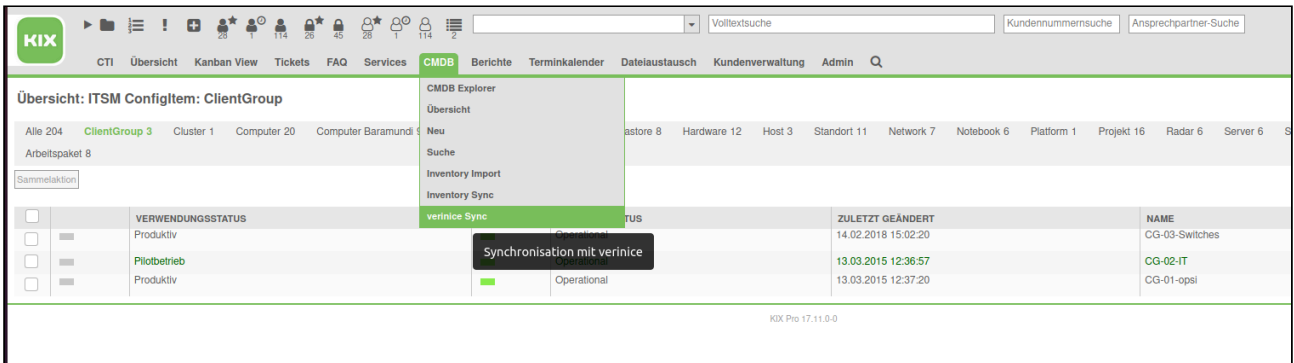 KIX
1 2 3
28 1 114 26 45 28 1 114 2
Volltextsuche Kundennummernsuche Ansprechpartner-Suche
CTI Übersicht Kanban View Tickets FAQ Services CMDB Berichte Terminkalender Dateiaustausch Kundenverwaltung Admin
CMDB Explorer
Übersicht
Neu
Suche
Inventory Import
Inventory Sync
verinice Sync
Synchronisation mit verinice
Übersicht: ITSM ConfigItem: ClientGroup
Alle 204 ClientGroup 3 Cluster 1 Computer 20 Computer Baramundi astore 8 Hardware 12 Host 3 Standort 11 Network 7 Notebook 6 Platform 1 Projekt 16 Radar 6 Server 6 S
Arbeitspaket 8
Sammelaktion
VERWENDUNGSSTATUS TUS ZULETZT GEÄNDERT NAME
Produktiv Operational 14.02.2018 15:02:20 CG-03-Switches
Pilotbetrieb Operational 13.03.2015 12:36:57 CG-02-IT
Produktiv Operational 13.03.2015 12:37:20 CG-01-opsi
KIX Pro 17.11.0-0